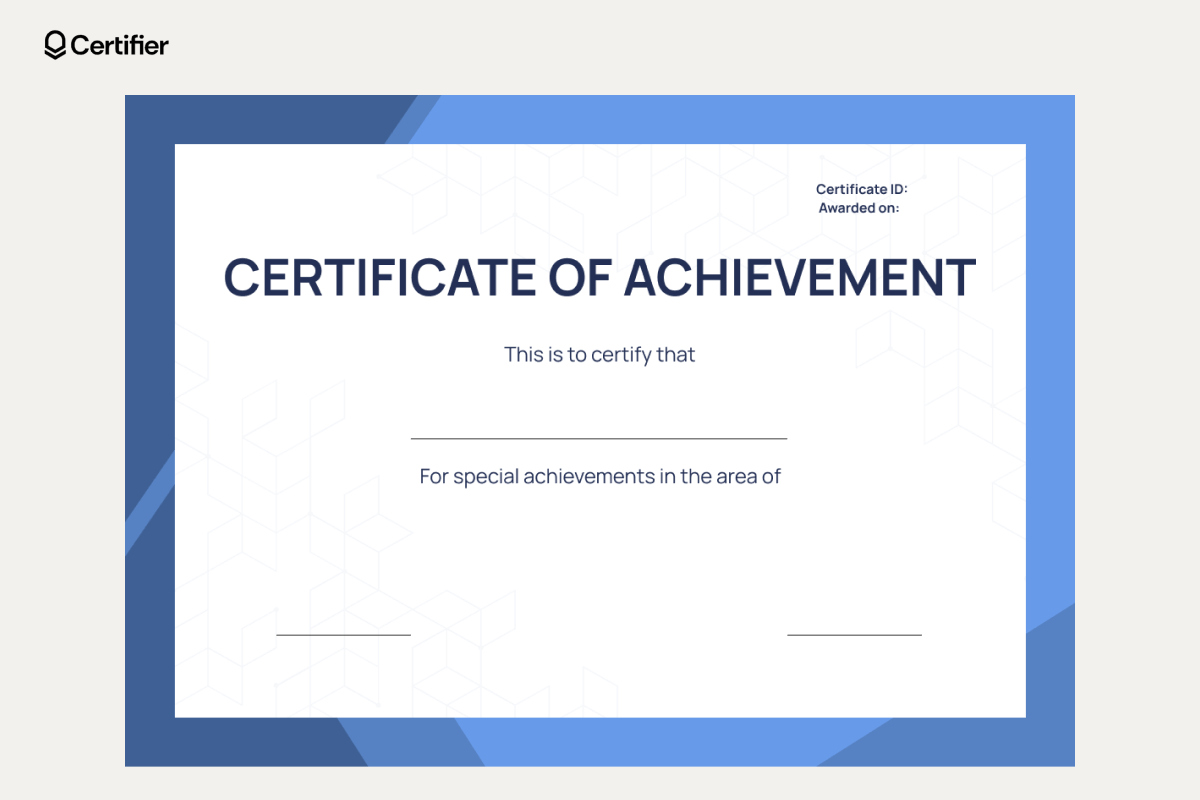 Certifier
Certificate ID:
Awarded on:
CERTIFICATE OF ACHIEVEMENT
This is to certify that
For special achievements in the area of